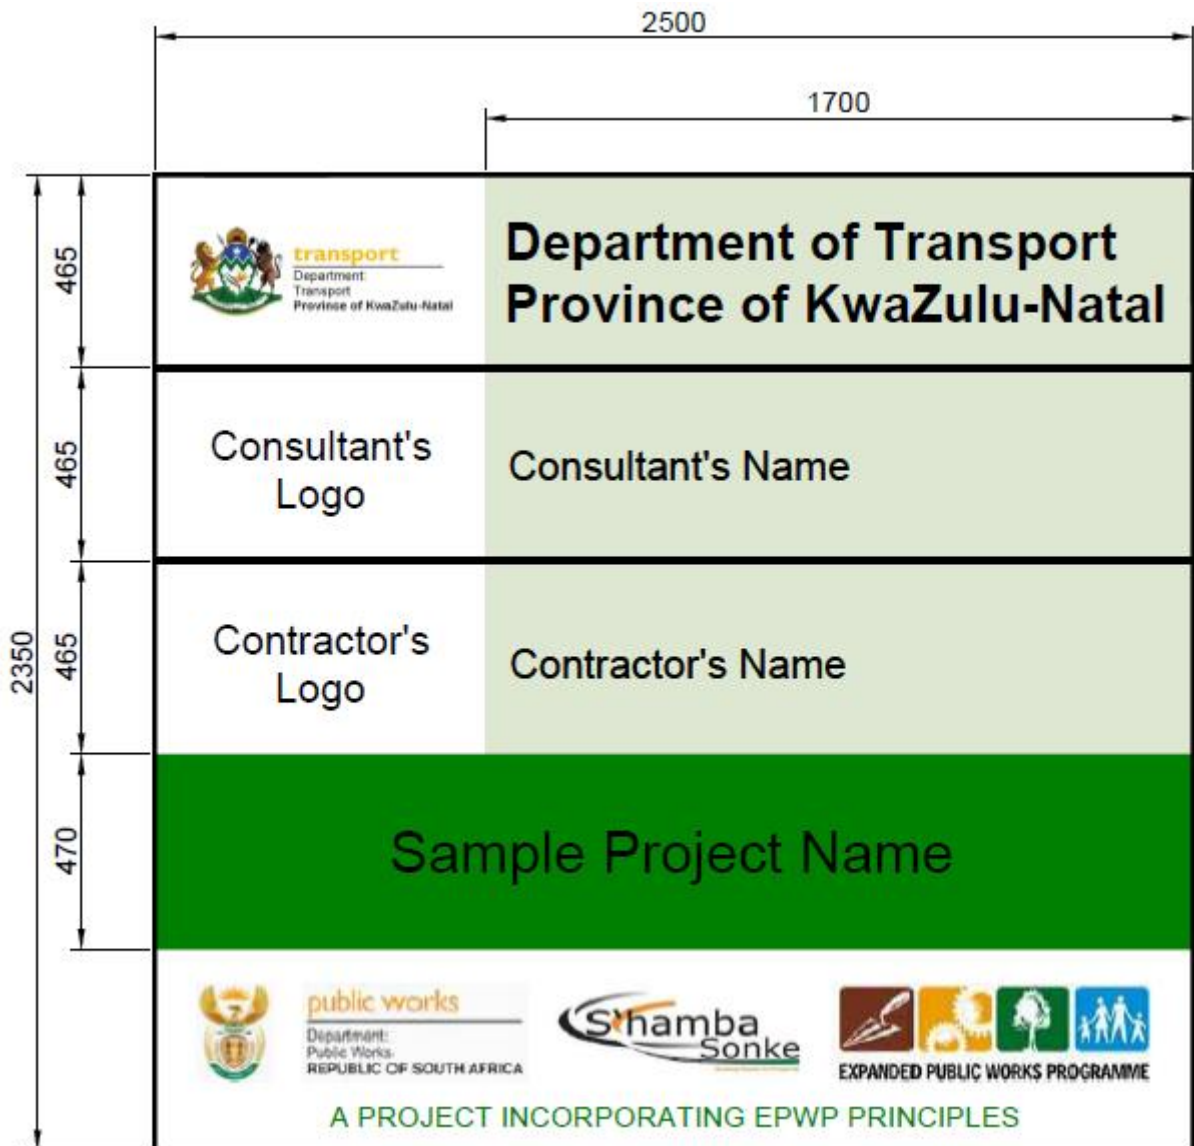 2500
1700
465
transport
Department
Transport
Province of KwaZulu-Natal
Department of Transport
Province of KwaZulu-Natal
465
Consultant's
Logo
Consultant's Name
2350
465
Contractor's
Logo
Contractor's Name
470
Sample Project Name
public works
Department:
Public Works
REPUBLIC OF SOUTH AFRICA
S'hamba
Sonke
EXPANDED PUBLIC WORKS PROGRAMME
A PROJECT INCORPORATING EPWP PRINCIPLES